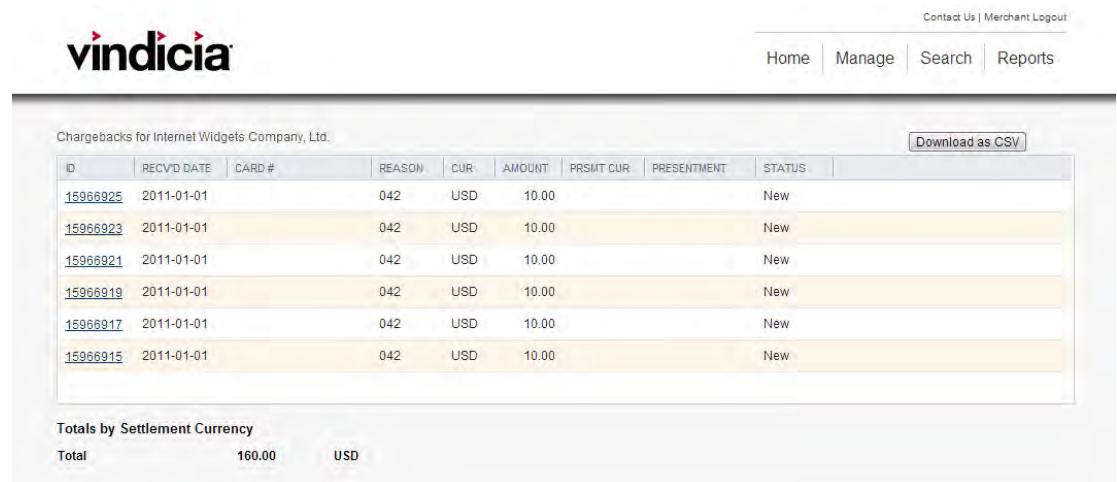 Contact Us | Merchant Logout
vindicia
Home Manage Search Reports
Chargebacks for Internet Widgets Company, Ltd.
Download as CSV
ID RECV'D DATE CARD # REASON CUR AMOUNT PRSMT CUR PRESENTMENT STATUS
15966925 2011-01-01 042 USD 10.00 New
15966923 2011-01-01 042 USD 10.00 New
15966921 2011-01-01 042 USD 10.00 New
15966919 2011-01-01 042 USD 10.00 New
15966917 2011-01-01 042 USD 10.00 New
15966915 2011-01-01 042 USD 10.00 New
Totals by Settlement Currency
Total 160.00 USD